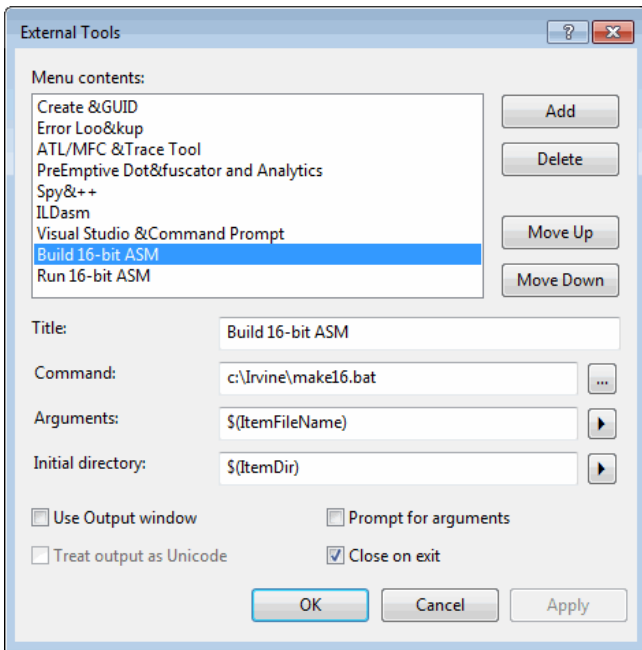 External Tools
Menu contents:
Create &GUID
Error Loo&kup
ATL/MFC &Trace Tool
PreEmptive Dot&fuscator and Analytics
Spy&++
ILDasm
Visual Studio &Command Prompt
Build 16-bit ASM
Run 16-bit ASM
Add
Delete
Move Up
Move Down
Title: Build 16-bit ASM
Command: c:\Irvine\make16.bat ...
Arguments: $(ItemFileName)
Initial directory: $(ItemDir)
Use Output window Prompt for arguments
Treat output as Unicode Close on exit
OK Cancel Apply